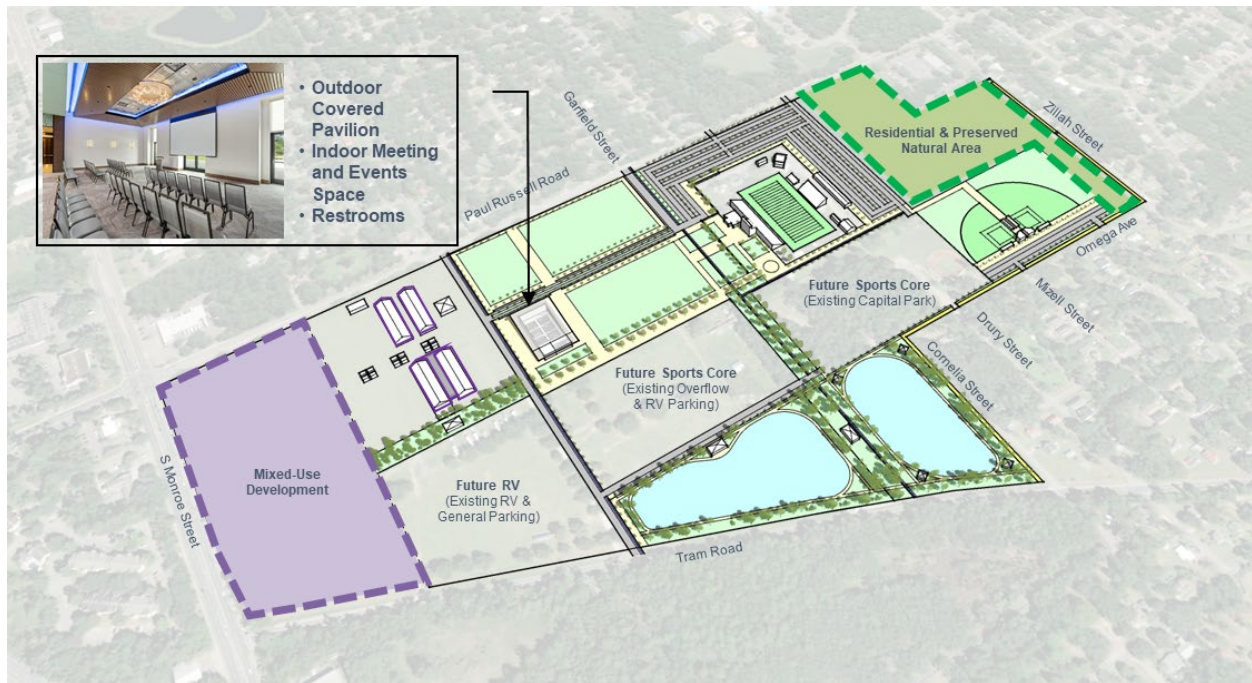 • Outdoor
Covered
Pavilion
• Indoor Meeting
and Events
Space
• Restrooms
Garfield Street
Paul Russell Road
Residential & Preserved
Natural Area
Zillah Street
Omega Ave
Mizell Street
Drury Street
Cornelia Street
Future Sports Core
(Existing Capital Park)
Future Sports Core
(Existing Overflow
& RV Parking)
Mixed-Use
Development
Future RV
(Existing RV &
General Parking)
S Monroe Street
Tram Road